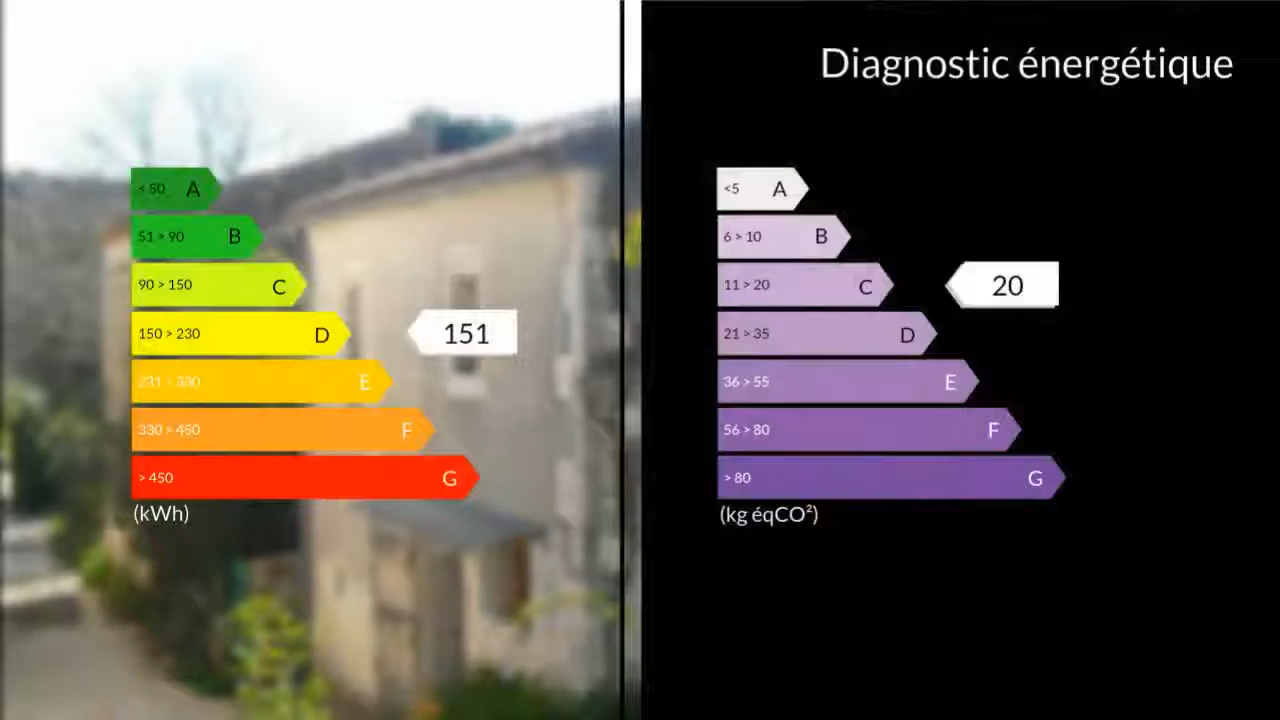 Diagnostic énergétique
< 50 A
51 > 90 B
90 > 150 C
150 > 230 D
151
231 > 330 E
330 > 450 F
> 450 G
(kWh)
<5 A
6 > 10 B
11 > 20 C
20
21 > 35 D
36 > 55 E
56 > 80 F
> 80 G
(kg éqCO²)